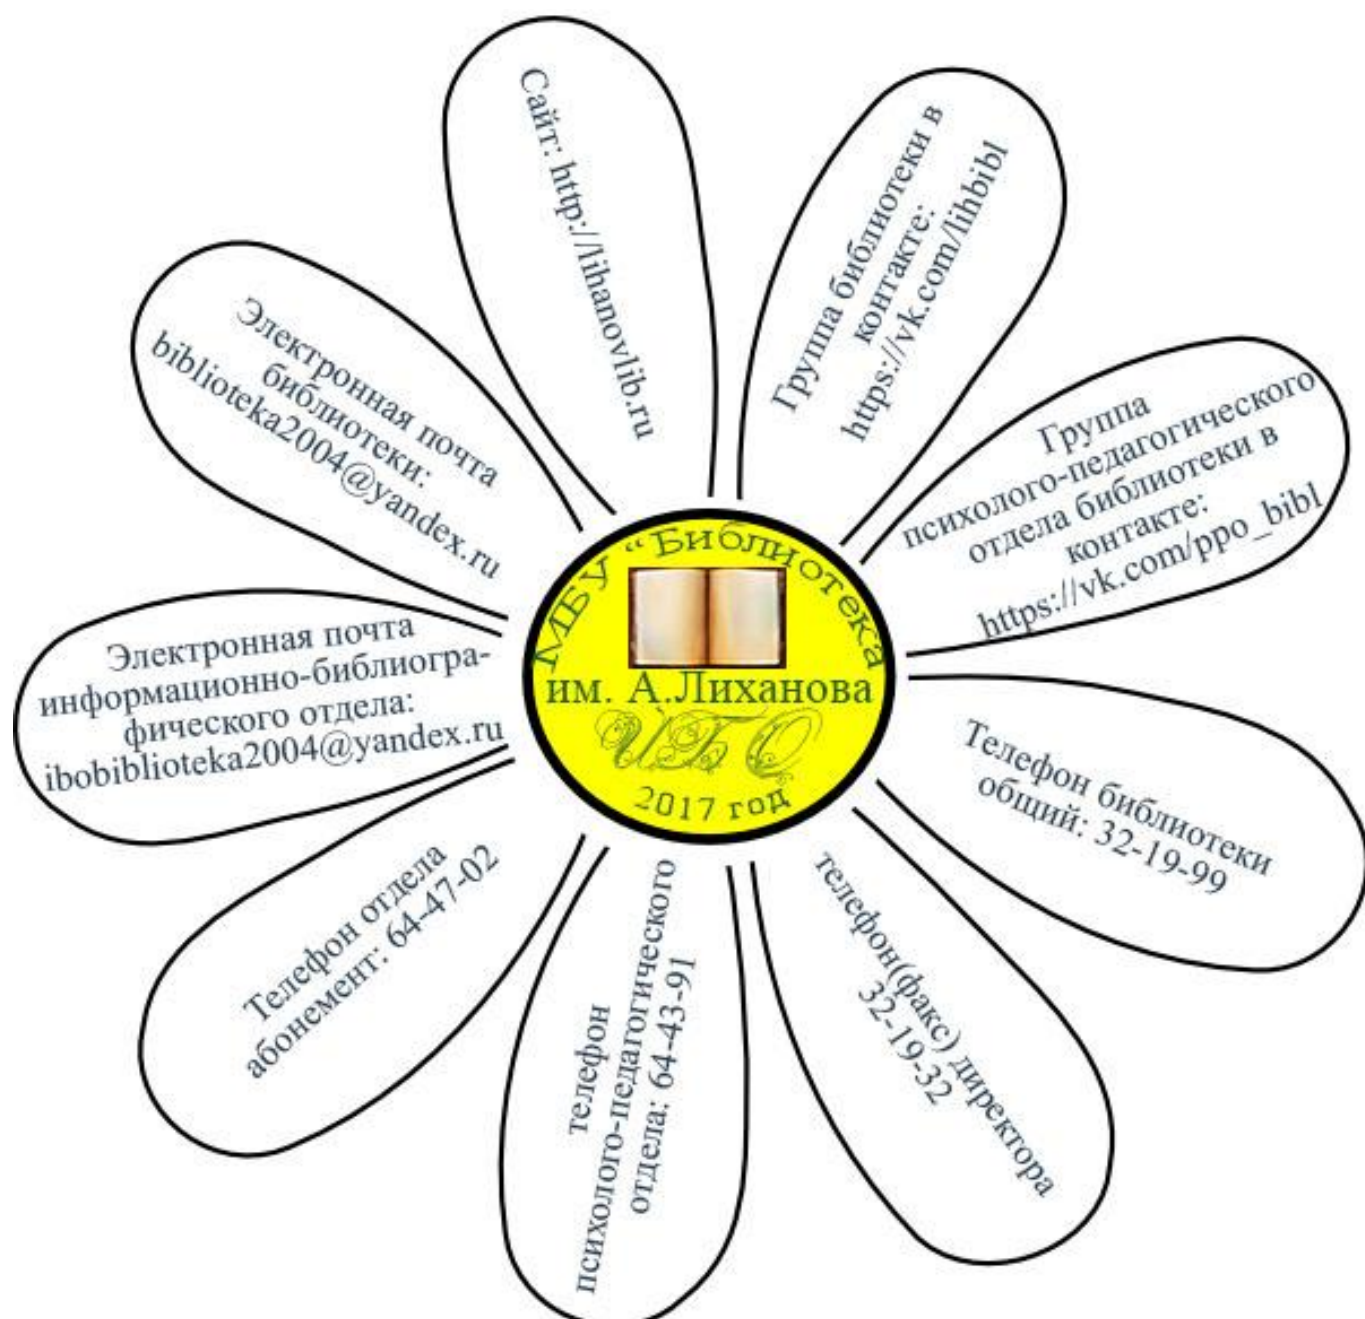 МБУ “Библиотека
им. А.Лиханова
ИБО
2017 год
Сайт: http://lihanovlib.ru
Группа библиотеки в
контакте:
https://vk.com/lihbibl
Группа
психолого-педагогического
отдела библиотеки в
контакте:
https://vk.com/ppo_bibl
Телефон библиотеки
общий: 32-19-99
телефон(факс) директора
32-19-32
телефон
психолого-педагогического
отдела: 64-43-91
Телефон отдела
абонемент: 64-47-02
Электронная почта
информационно-библиогра-
фического отдела:
ibobiblioteka2004@yandex.ru
Электронная почта
библиотеки:
biblioteka2004@yandex.ru